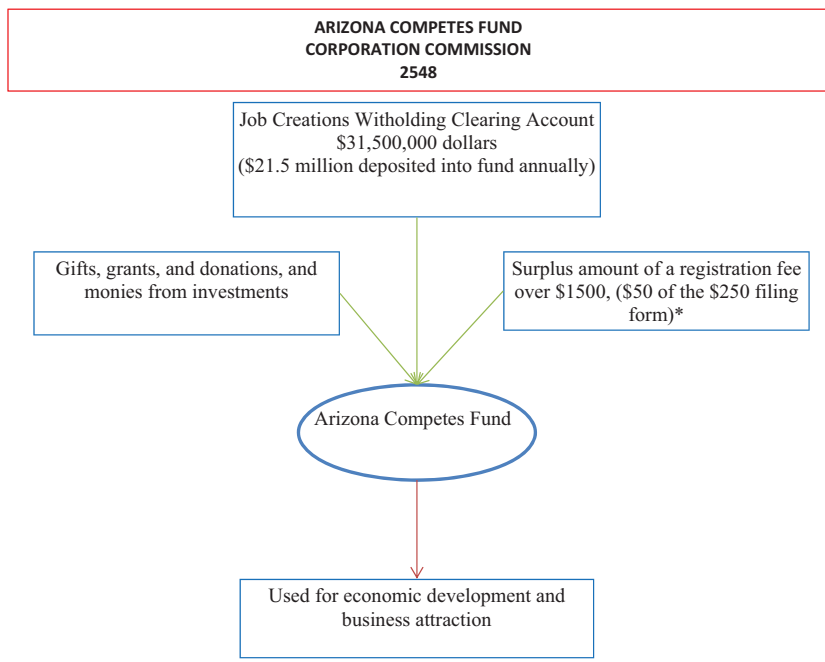 ARIZONA COMPETES FUND
CORPORATION COMMISSION
2548
Job Creations Witholding Clearing Account
$31,500,000 dollars
($21.5 million deposited into fund annually)
Gifts, grants, and donations, and
monies from investments
Surplus amount of a registration fee
over $1500, ($50 of the $250 filing
form)*
Arizona Competes Fund
Used for economic development and
business attraction